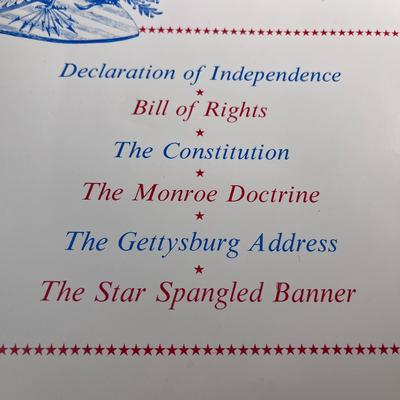 Declaration of Independence
Bill of Rights
The Constitution
The Monroe Doctrine
The Gettysburg Address
The Star Spangled Banner